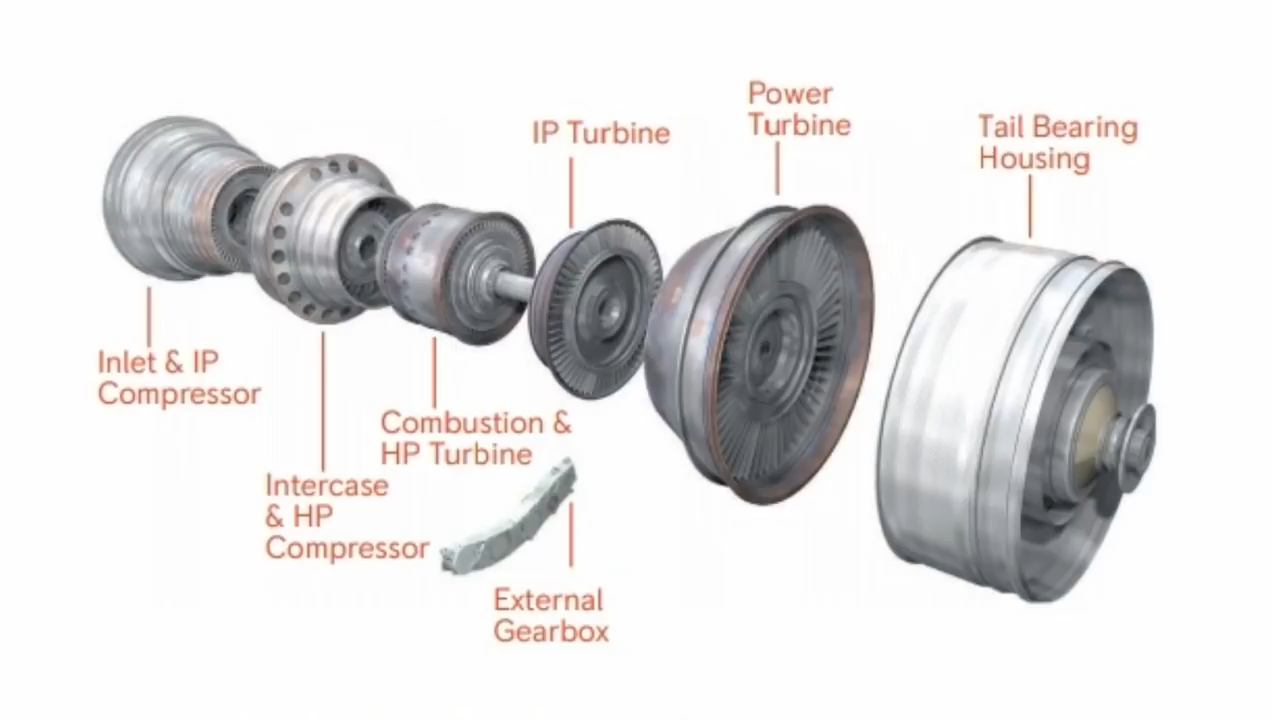 Power
Turbine
IP Turbine
Tail Bearing
Housing
Inlet & IP
Compressor
Combustion &
HP Turbine
Intercase
& HP
Compressor
External
Gearbox